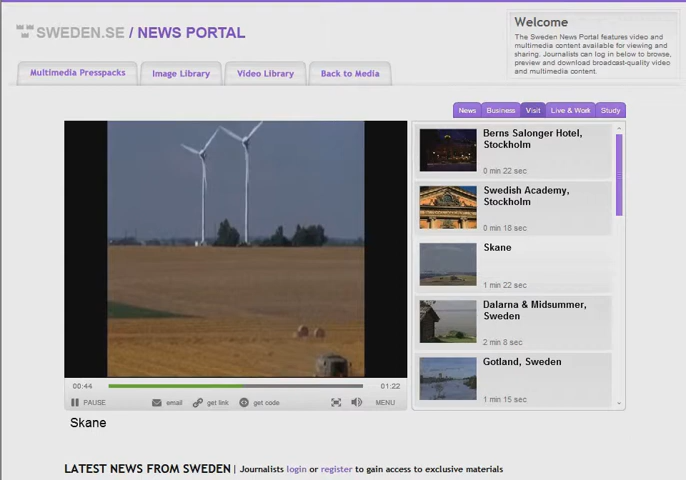 SWEDEN.SE / NEWS PORTAL
Welcome
The Sweden News Portal features video and
multimedia content available for viewing and
sharing. Journalists can log in below to browse,
preview and download broadcast-quality video
and multimedia content.
Multimedia Presspacks Image Library Video Library Back to Media
News Business Visit Live & Work Study
Berns Salonger Hotel,
Stockholm
0 min 22 sec
Swedish Academy,
Stockholm
0 min 18 sec
Skane
1 min 22 sec
Dalarna & Midsummer,
Sweden
2 min 8 sec
Gotland, Sweden
1 min 15 sec
00:44 01:22
PAUSE email get link get code MENU
Skane
LATEST NEWS FROM SWEDEN | Journalists login or register to gain access to exclusive materials